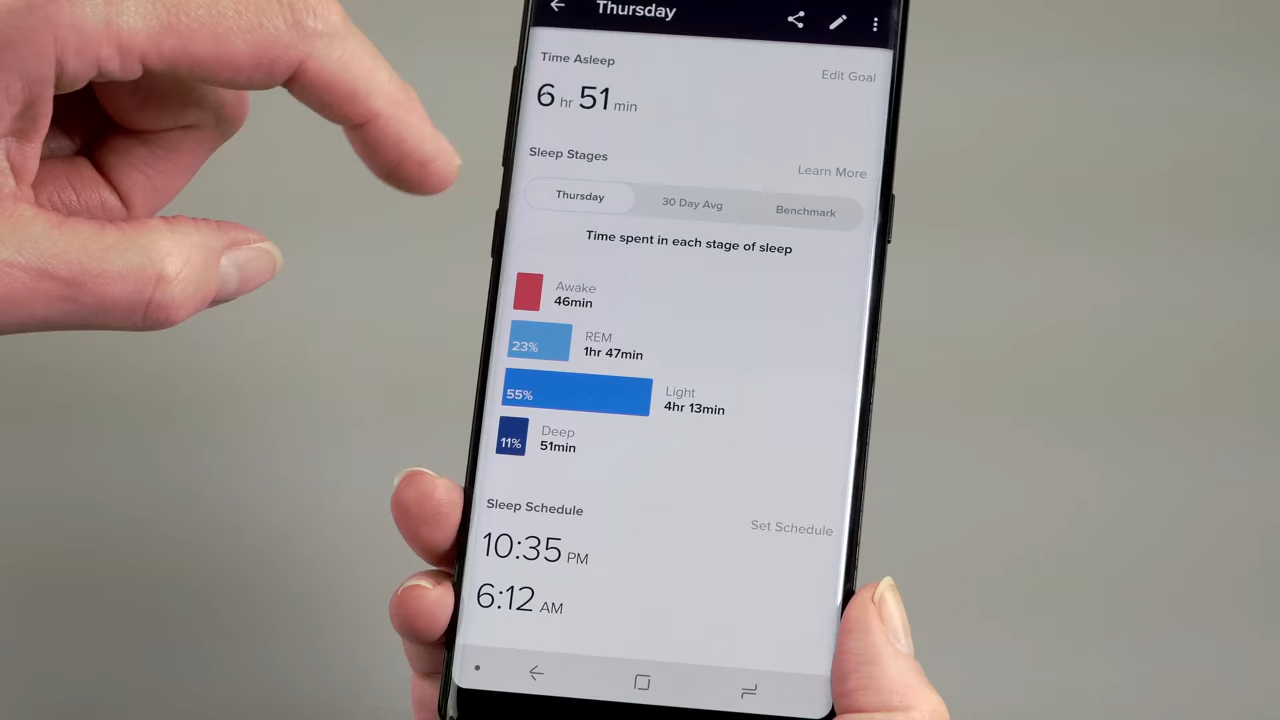 Thursday
Time Asleep
Edit Goal
6 hr 51 min
Sleep Stages
Learn More
Thursday
30 Day Avg
Benchmark
Time spent in each stage of sleep
Awake
46min
23%
REM
1hr 47min
55%
Light
4hr 13min
11%
Deep
51min
Sleep Schedule
Set Schedule
10:35 PM
6:12 AM